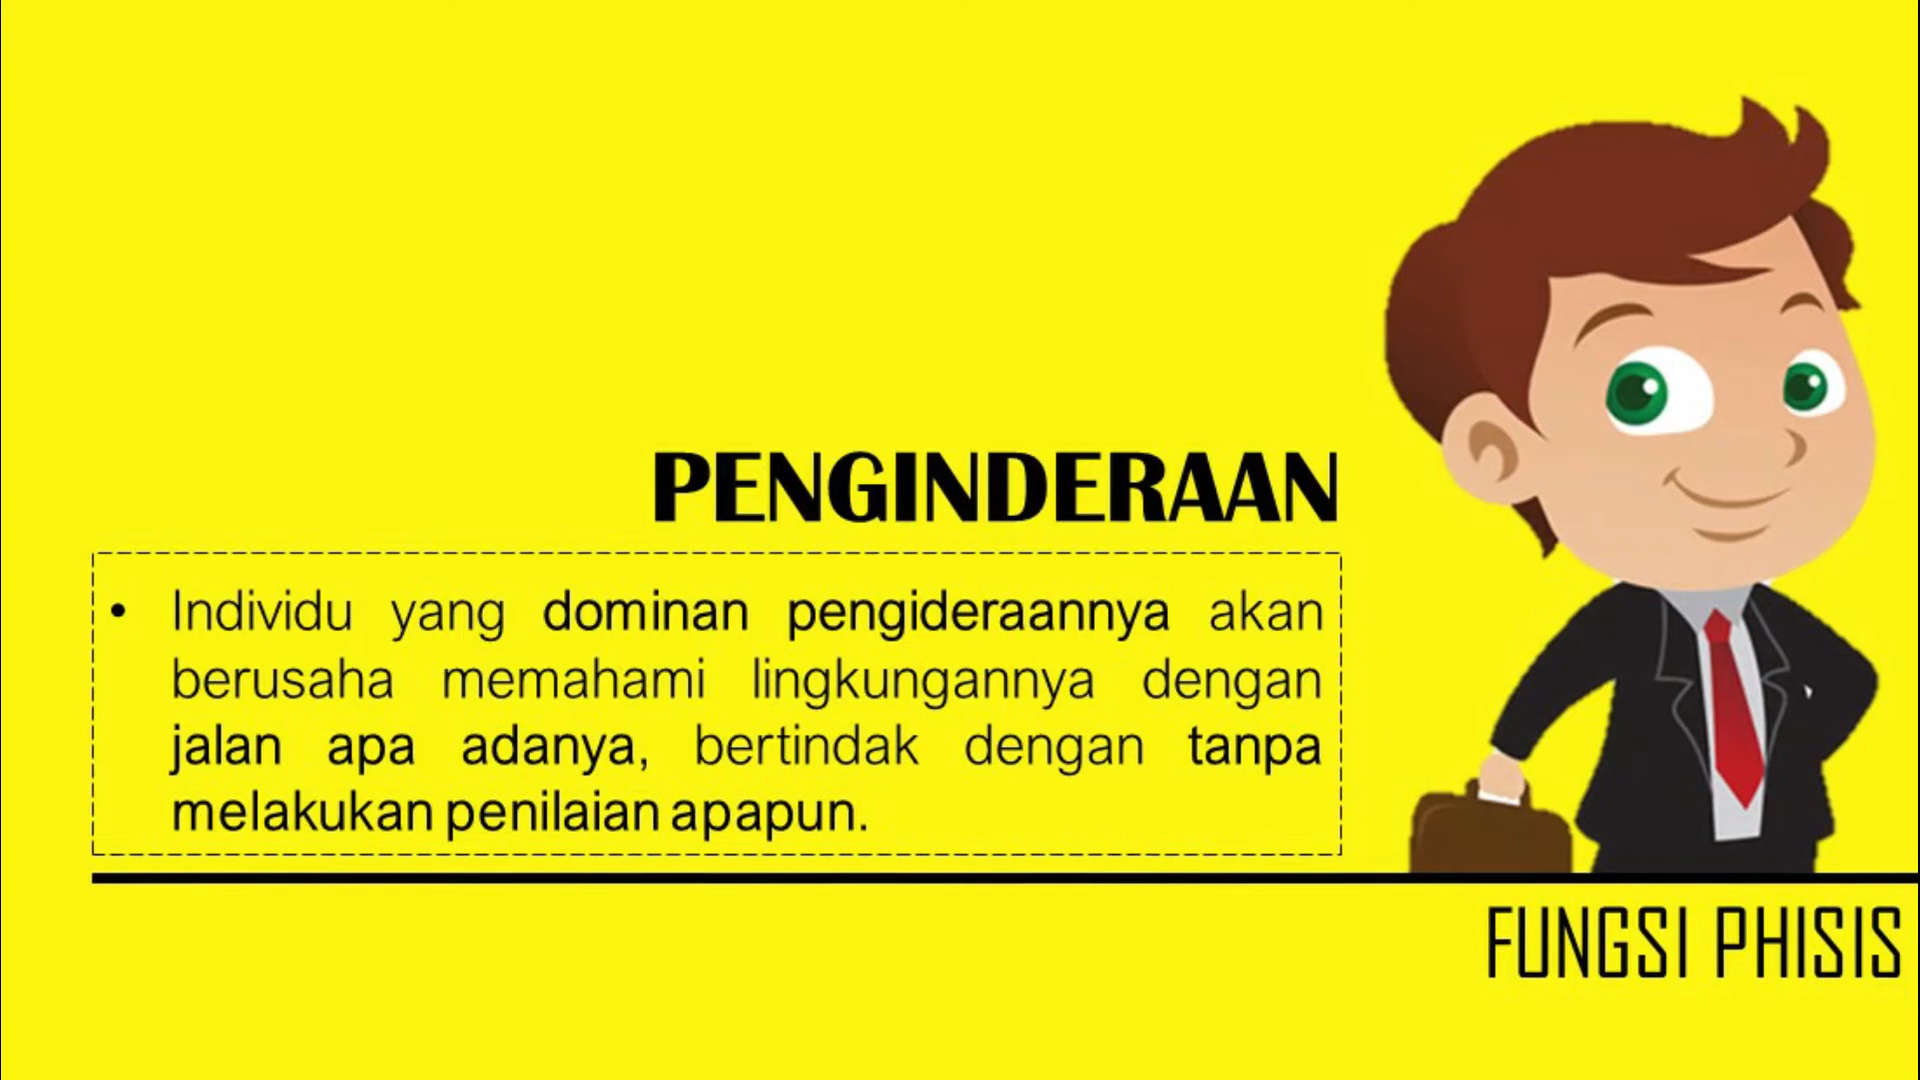 PENGINDERAAN
• Individu yang dominan pengideraannya akan
berusaha memahami lingkungannya dengan
jalan apa adanya, bertindak dengan tanpa
melakukan penilaian apapun.
FUNGSI PHISIS